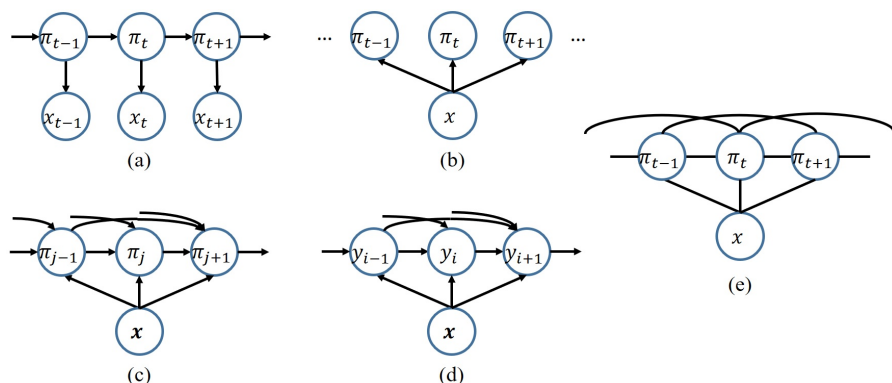 π_{t−1} π_t π_{t+1}
x_{t−1} x_t x_{t+1}
(a)
... π_{t−1} π_t π_{t+1} ...
x
(b)
π_{j−1} π_j π_{j+1}
x
(c)
y_{i−1} y_i y_{i+1}
x
(d)
π_{t−1} π_t π_{t+1}
x
(e)